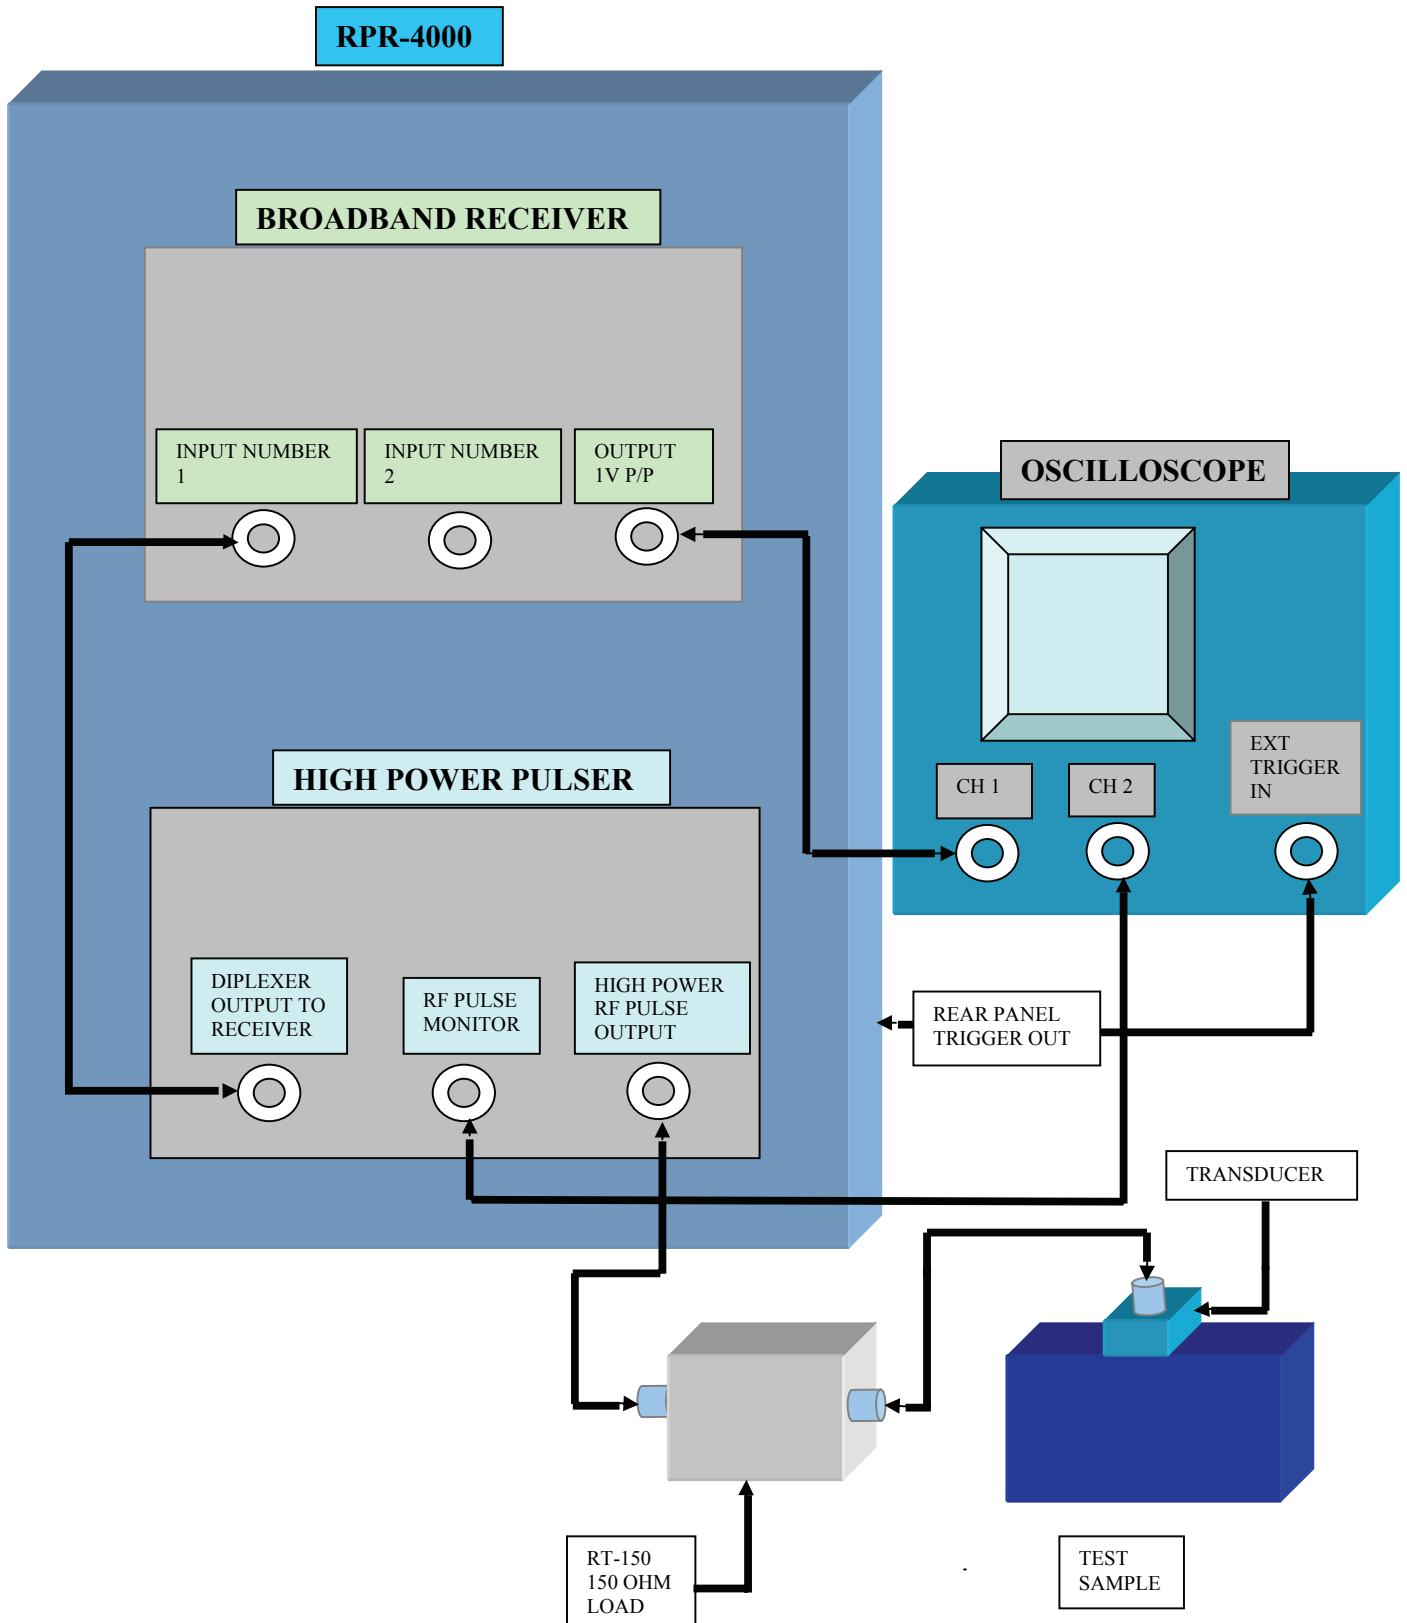 RPR-4000
BROADBAND RECEIVER
INPUT NUMBER
1
INPUT NUMBER
2
OUTPUT
1V P/P
OSCILLOSCOPE
CH 1
CH 2
EXT
TRIGGER
IN
HIGH POWER PULSER
DIPLEXER
OUTPUT TO
RECEIVER
RF PULSE
MONITOR
HIGH POWER
RF PULSE
OUTPUT
REAR PANEL
TRIGGER OUT
TRANSDUCER
RT-150
150 OHM
LOAD
TEST
SAMPLE